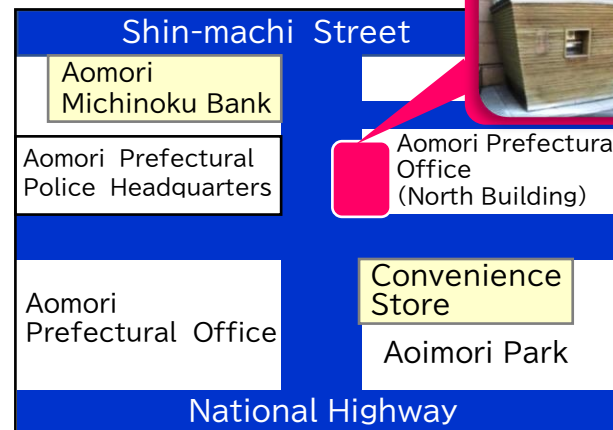 Shin-machi Street
Aomori
Michinoku Bank
Aomori Prefectural
Police Headquarters
Aomori Prefectura
Office
(North Building)
Aomori
Prefectural Office
Convenience
Store
Aoimori Park
National Highway